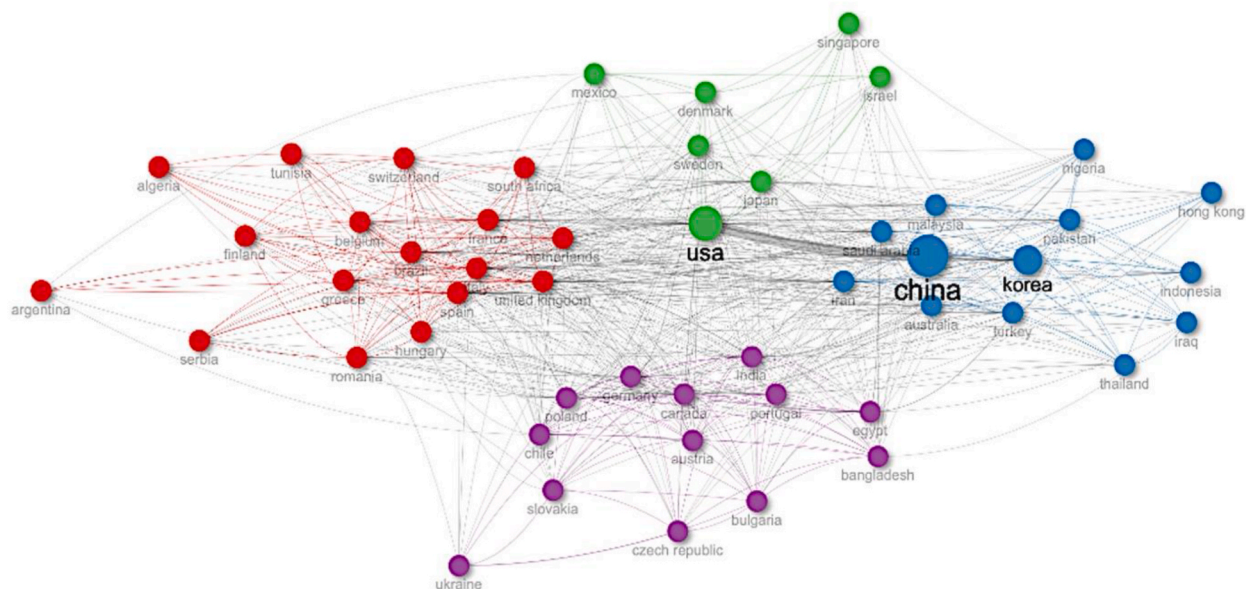 singapore
mexico
israel
denmark
sweden
nigeria
tunisia
switzerland
algeria
south africa
japan
hong kong
malaysia
belgium
france
pakistan
usa
saudi arabia
finland
netherlands
brazil
china
korea
indonesia
argentina
greece
united kingdom
iran
spain
australia
turkey
iraq
serbia
hungary
romania
thailand
india
germany
poland
canada
portugal
egypt
chile
austria
bangladesh
slovakia
bulgaria
czech republic
ukraine